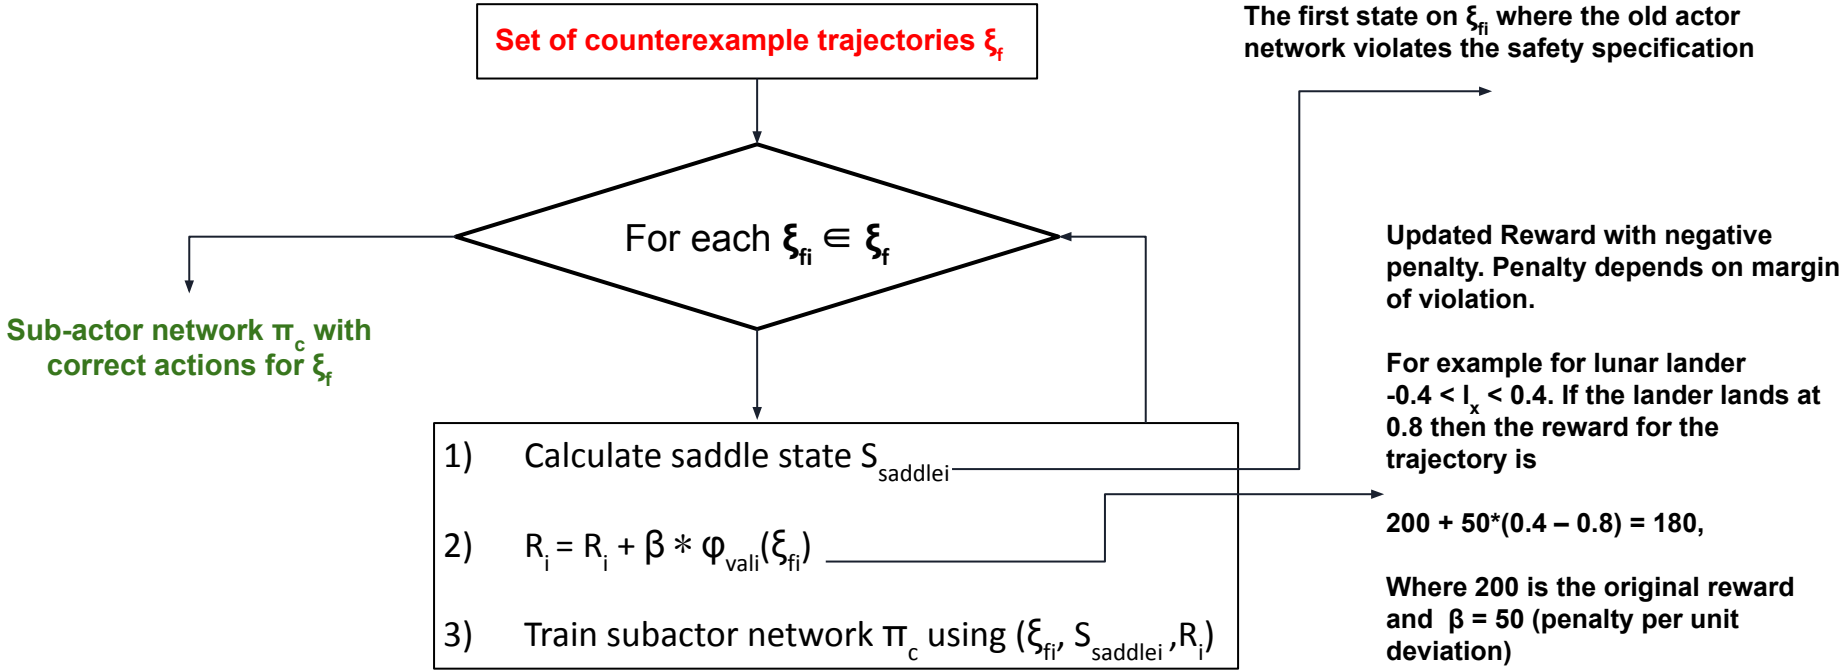 Set of counterexample trajectories ξf
The first state on ξfi where the old actor
network violates the safety specification
For each ξfi ∈ ξf
Sub-actor network πc with
correct actions for ξf
1) Calculate saddle state Ssaddlei
2) Ri = Ri + β * φvali(ξfi)
3) Train subactor network πc using (ξfi, Ssaddlei ,Ri)
Updated Reward with negative
penalty. Penalty depends on margin
of violation.
For example for lunar lander
-0.4 < lx < 0.4. If the lander lands at
0.8 then the reward for the
trajectory is
200 + 50*(0.4 – 0.8) = 180,
Where 200 is the original reward
and β = 50 (penalty per unit
deviation)